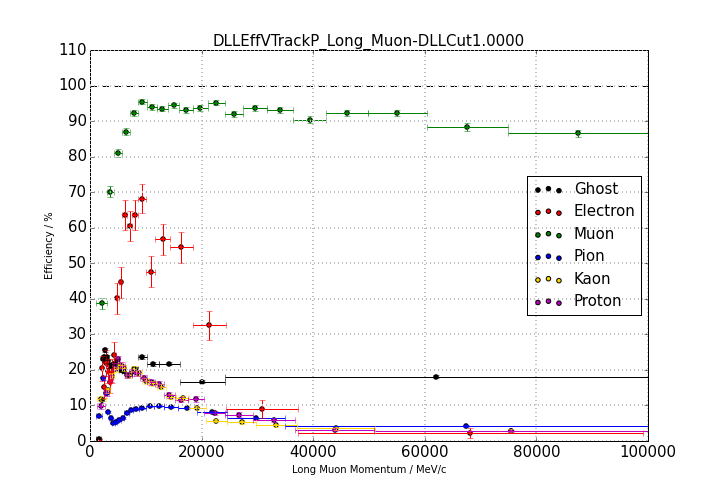 DLLEffVTrackP_Long_Muon-DLLCut1.0000
110
100
90
80
70
60
50
40
30
20
10
0
Efficiency / %
Ghost
Electron
Muon
Pion
Kaon
Proton
0 20000 40000 60000 80000 100000
Long Muon Momentum / MeV/c